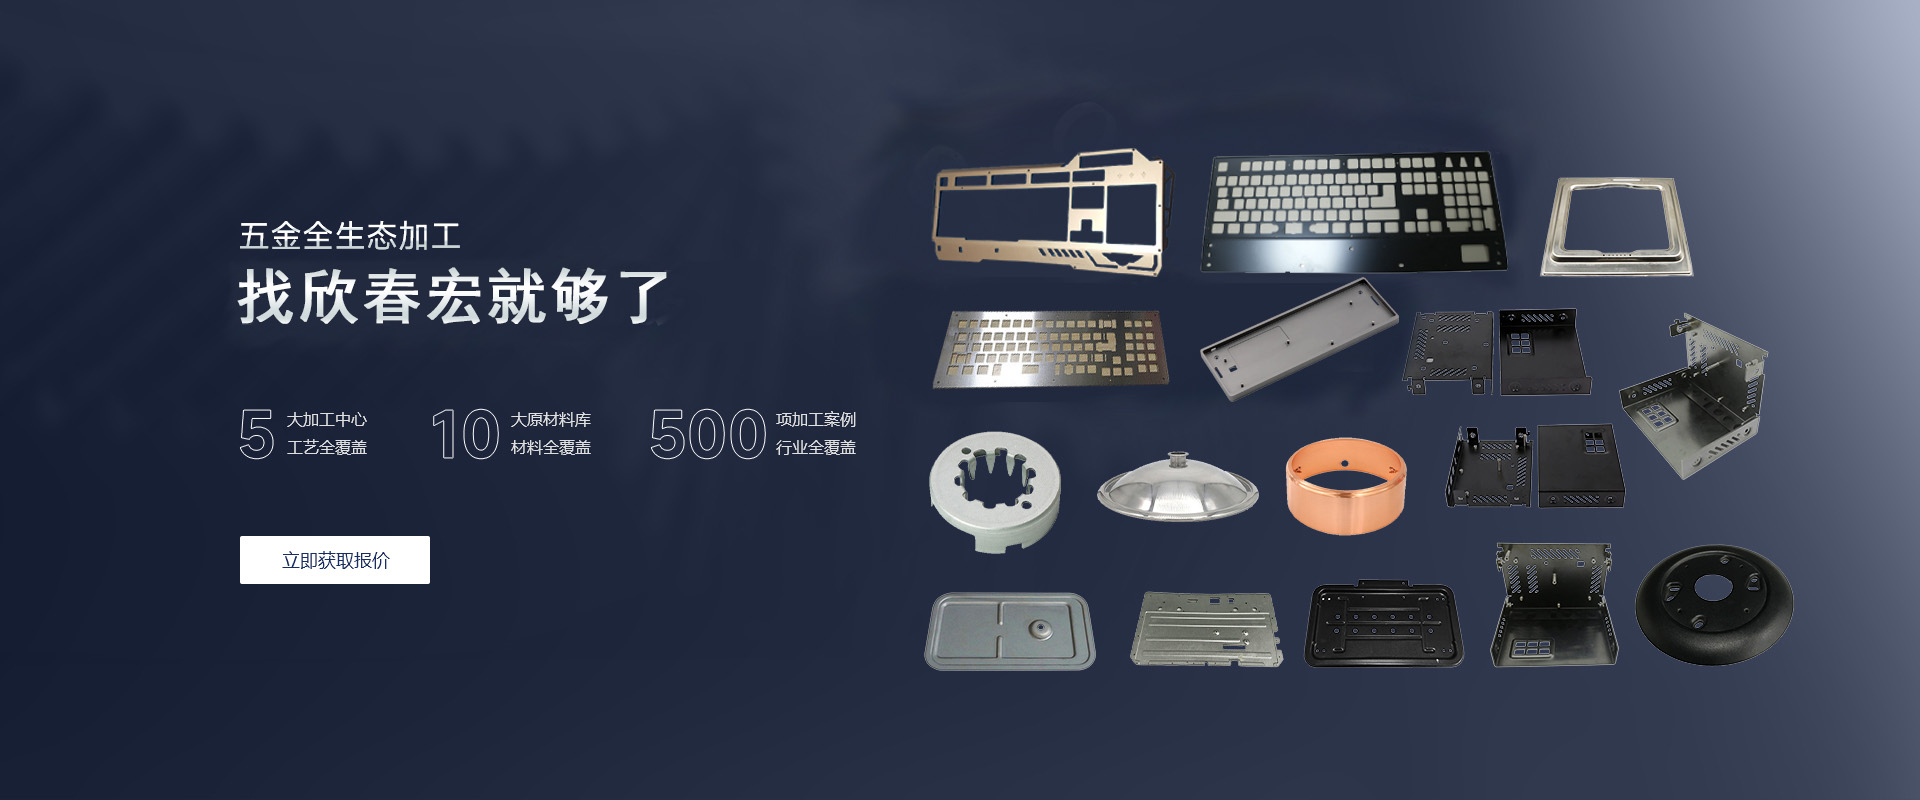 五金全生态加工
找欣春宏就够了
5 大加工中心
工艺全覆盖
10 大原材料库
材料全覆盖
500 项加工案例
行业全覆盖
立即获取报价